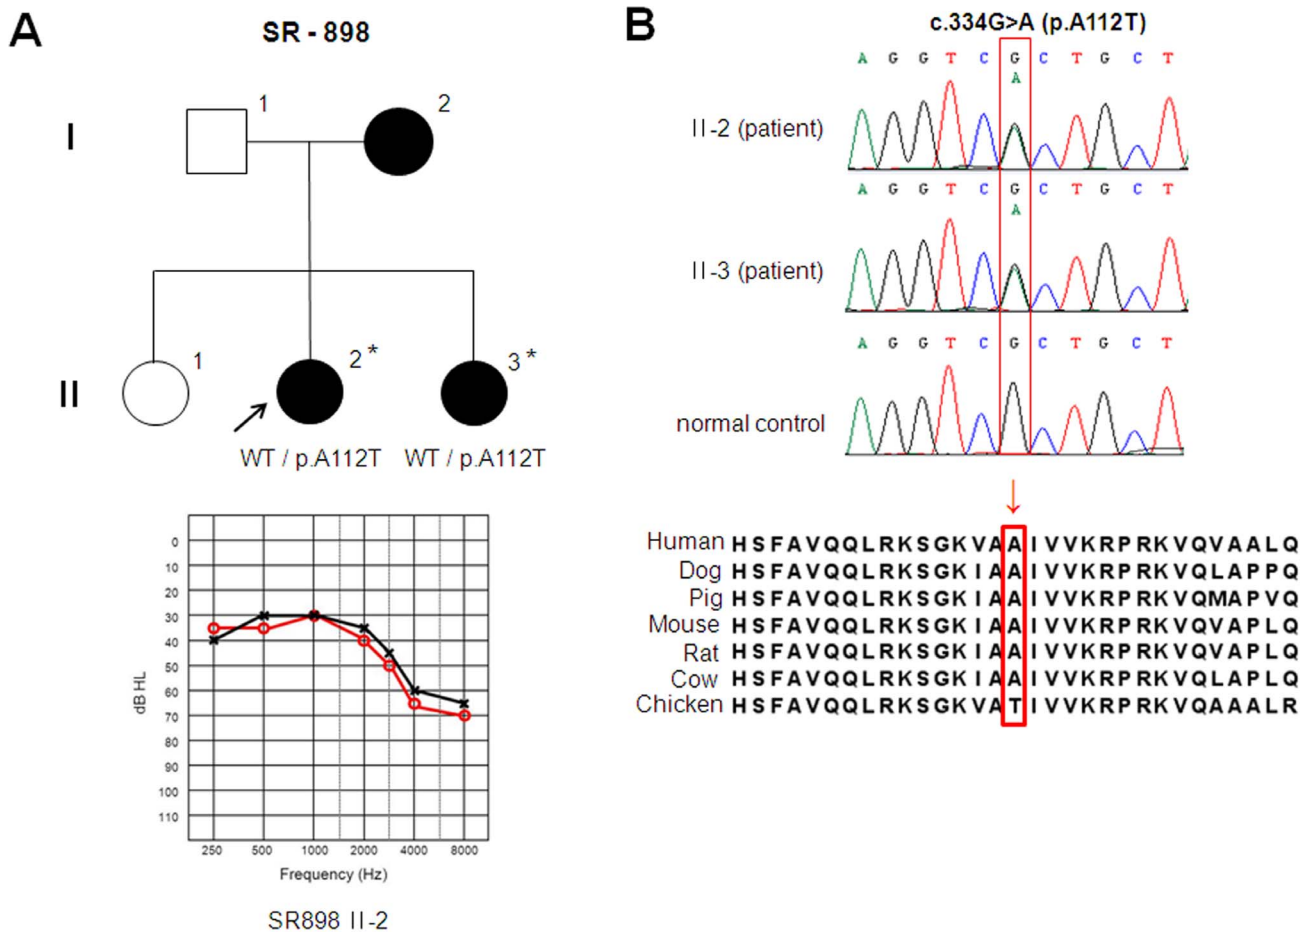 A
SR - 898
I
1
2
II
1
2 *
3 *
WT / p.A112T
WT / p.A112T
0
10
20
30
40
50
60
70
80
90
100
110
dB HL
250 500 1000 2000 4000 8000
Frequency (Hz)
SR898 II-2
B
c.334G>A (p.A112T)
A G G T C G C T G C T
A
II-2 (patient)
A G G T C G C T G C T
A
II-3 (patient)
A G G T C G C T G C T
normal control
↓
Human HSFAVQQLRKSGKVAAIVVKRPRKVQVAALQ
Dog HSFAVQQLRKSGKIAAIVVKRPRKVQLAPPQ
Pig HSFAVQQLRKSGKIAAIVVKRPRKVQMAPVQ
Mouse HSFAVQQLRKSGKIAAIVVKRPRKVQVAPLQ
Rat HSFAVQQLRKSGKIAAIVVKRPRKVQVAPLQ
Cow HSFAVQQLRKSGKIAAIVVKRPRKVQLAPLQ
Chicken HSFAVQQLRKSGKVATIVVKRPRKVQAAALR